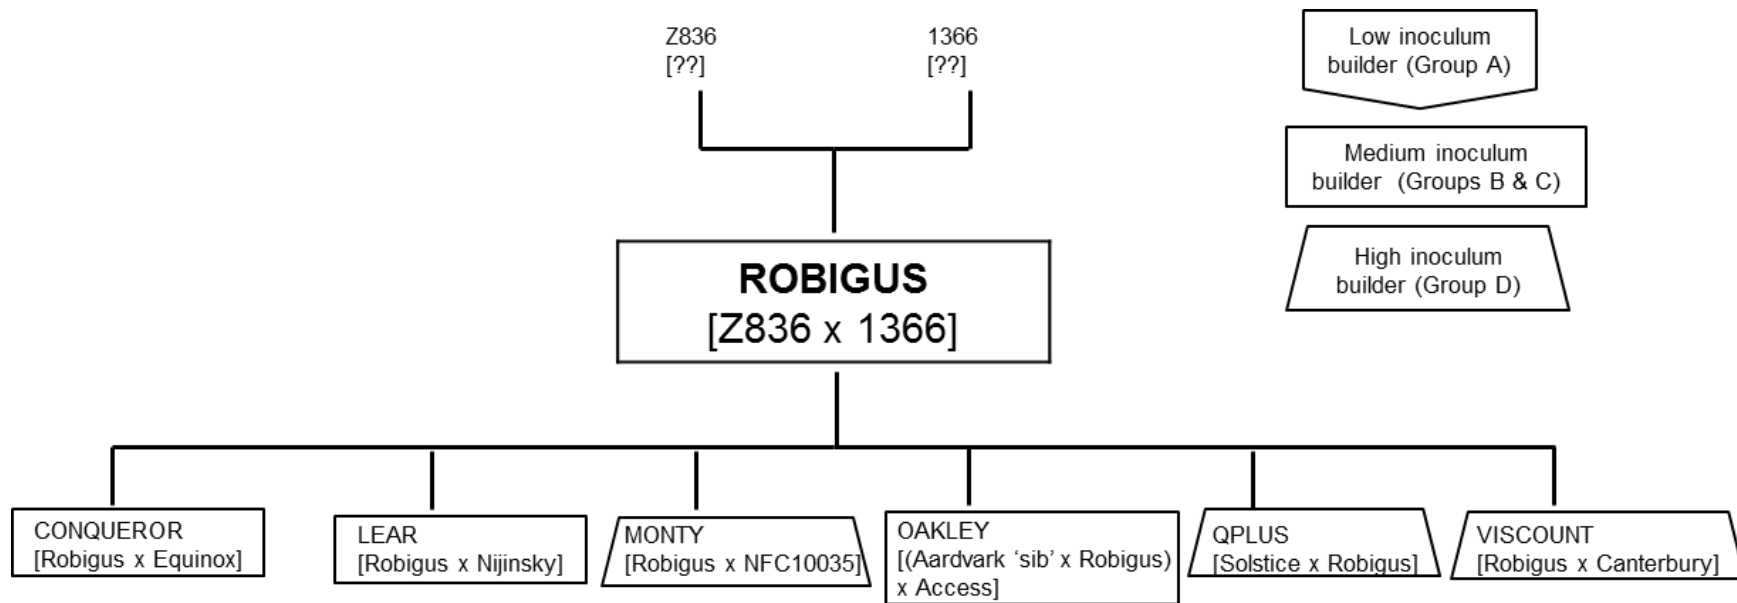 Z836
[??]
1366
[??]
Low inoculum
builder (Group A)
Medium inoculum
builder (Groups B & C)
High inoculum
builder (Group D)
ROBIGUS
[Z836 x 1366]
CONQUEROR
[Robigus x Equinox]
LEAR
[Robigus x Nijinsky]
MONTY
[Robigus x NFC10035]
OAKLEY
[(Aardvark ‘sib’ x Robigus)
x Access]
QPLUS
[Solstice x Robigus]
VISCOUNT
[Robigus x Canterbury]